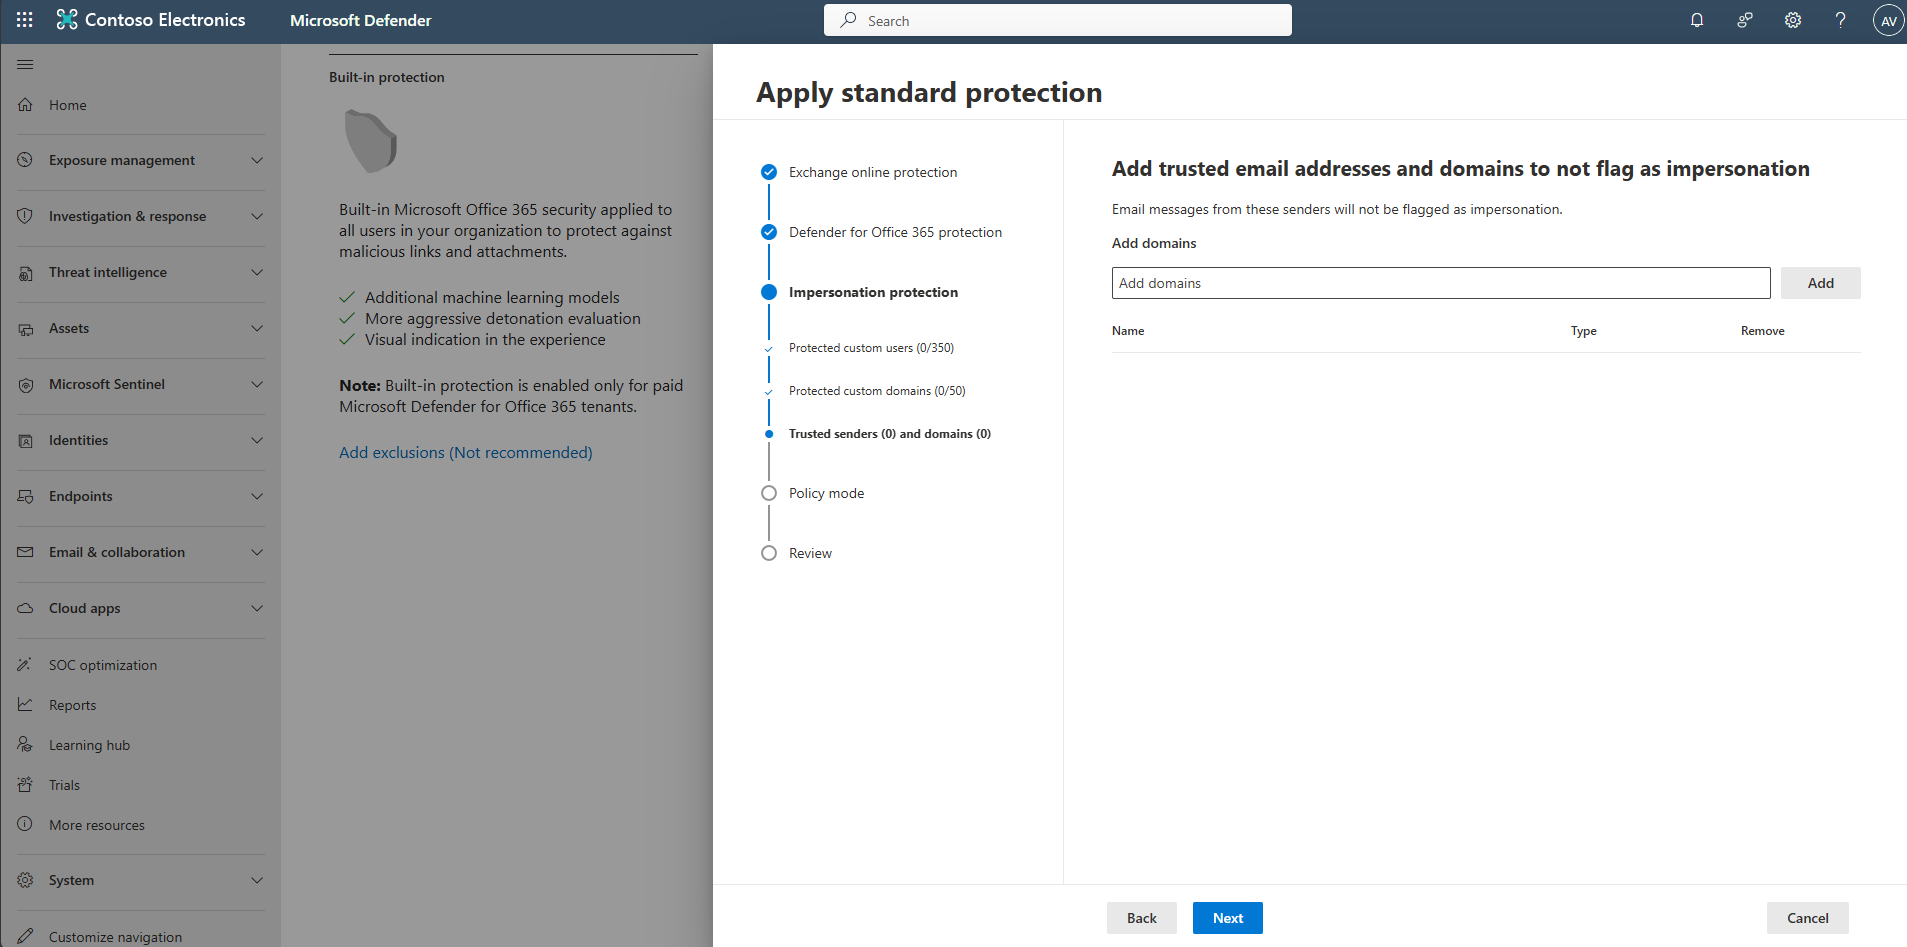 Contoso Electronics
Microsoft Defender
Search
AV
Home
Exposure management
Investigation & response
Threat intelligence
Assets
Microsoft Sentinel
Identities
Endpoints
Email & collaboration
Cloud apps
SOC optimization
Reports
Learning hub
Trials
More resources
System
Customize navigation
Built-in protection
Built-in Microsoft Office 365 security applied to
all users in your organization to protect against
malicious links and attachments.
Additional machine learning models
More aggressive detonation evaluation
Visual indication in the experience
Note: Built-in protection is enabled only for paid
Microsoft Defender for Office 365 tenants.
Add exclusions (Not recommended)
Apply standard protection
Exchange online protection
Defender for Office 365 protection
Impersonation protection
Protected custom users (0/350)
Protected custom domains (0/50)
Trusted senders (0) and domains (0)
Policy mode
Review
Add trusted email addresses and domains to not flag as impersonation
Email messages from these senders will not be flagged as impersonation.
Add domains
Add domains
Add
Name Type Remove
Back
Next
Cancel